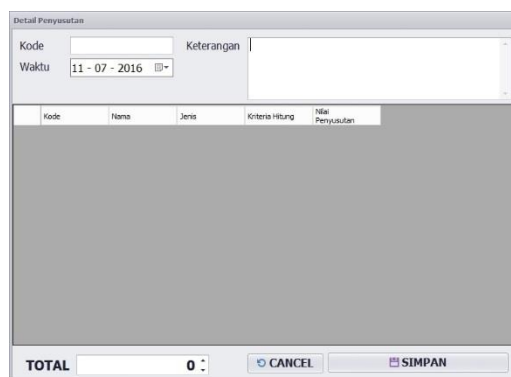 Detail Penyusutan
Kode
Keterangan
Waktu 11 - 07 - 2016
Kode Nama Jenis Kriteria Hitung Nilai
Penyusutan
TOTAL 0 CANCEL SIMPAN